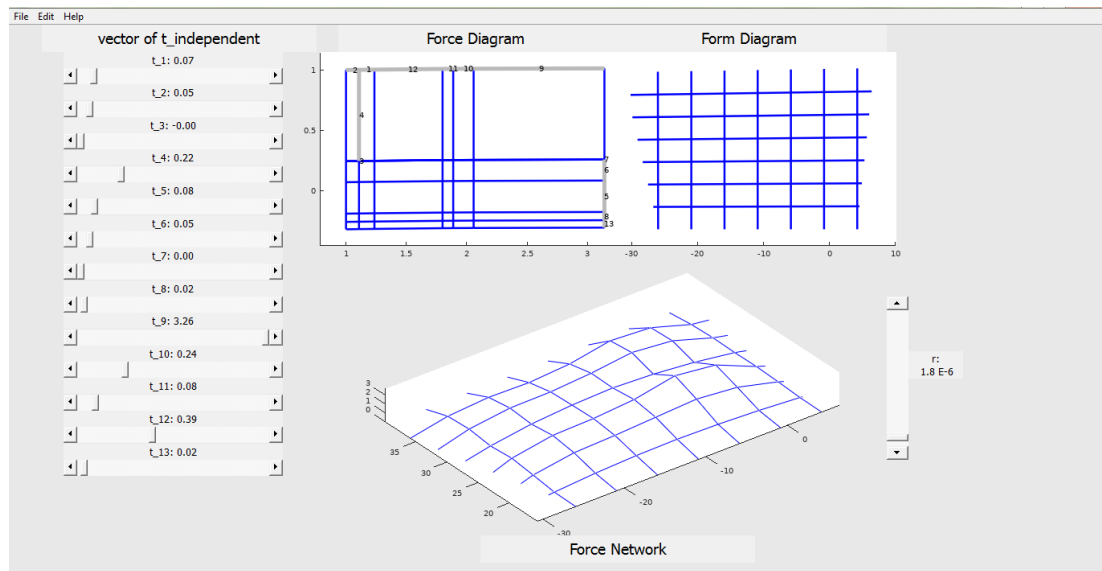 File Edit Help
vector of t_independent
t_1: 0.07
t_2: 0.05
t_3: -0.00
t_4: 0.22
t_5: 0.08
t_6: 0.05
t_7: 0.00
t_8: 0.02
t_9: 3.26
t_10: 0.24
t_11: 0.08
t_12: 0.39
t_13: 0.02
Force Diagram
2 1 12 11 10 9
4
3
7
6
5
8
13
1
0.5
0
1 1.5 2 2.5 3
Form Diagram
-30 -20 -10 0 10
3
2
1
0
35
30
25
20
-30
-20
-10
0
Force Network
r:
1.8 E-6